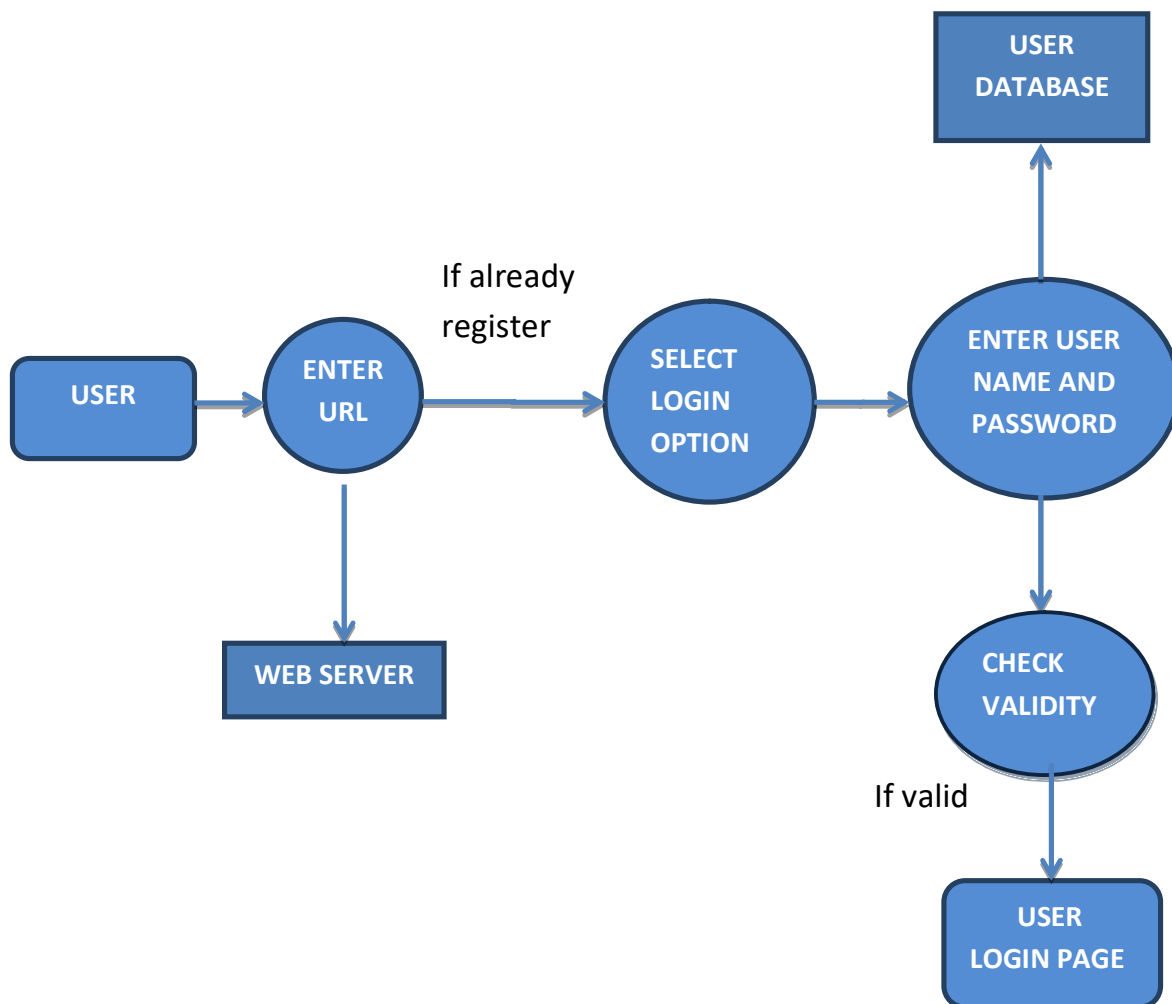 USER
DATABASE
If already
register
ENTER
URL
SELECT
LOGIN
OPTION
ENTER USER
NAME AND
PASSWORD
USER
WEB SERVER
CHECK
VALIDITY
If valid
USER
LOGIN PAGE